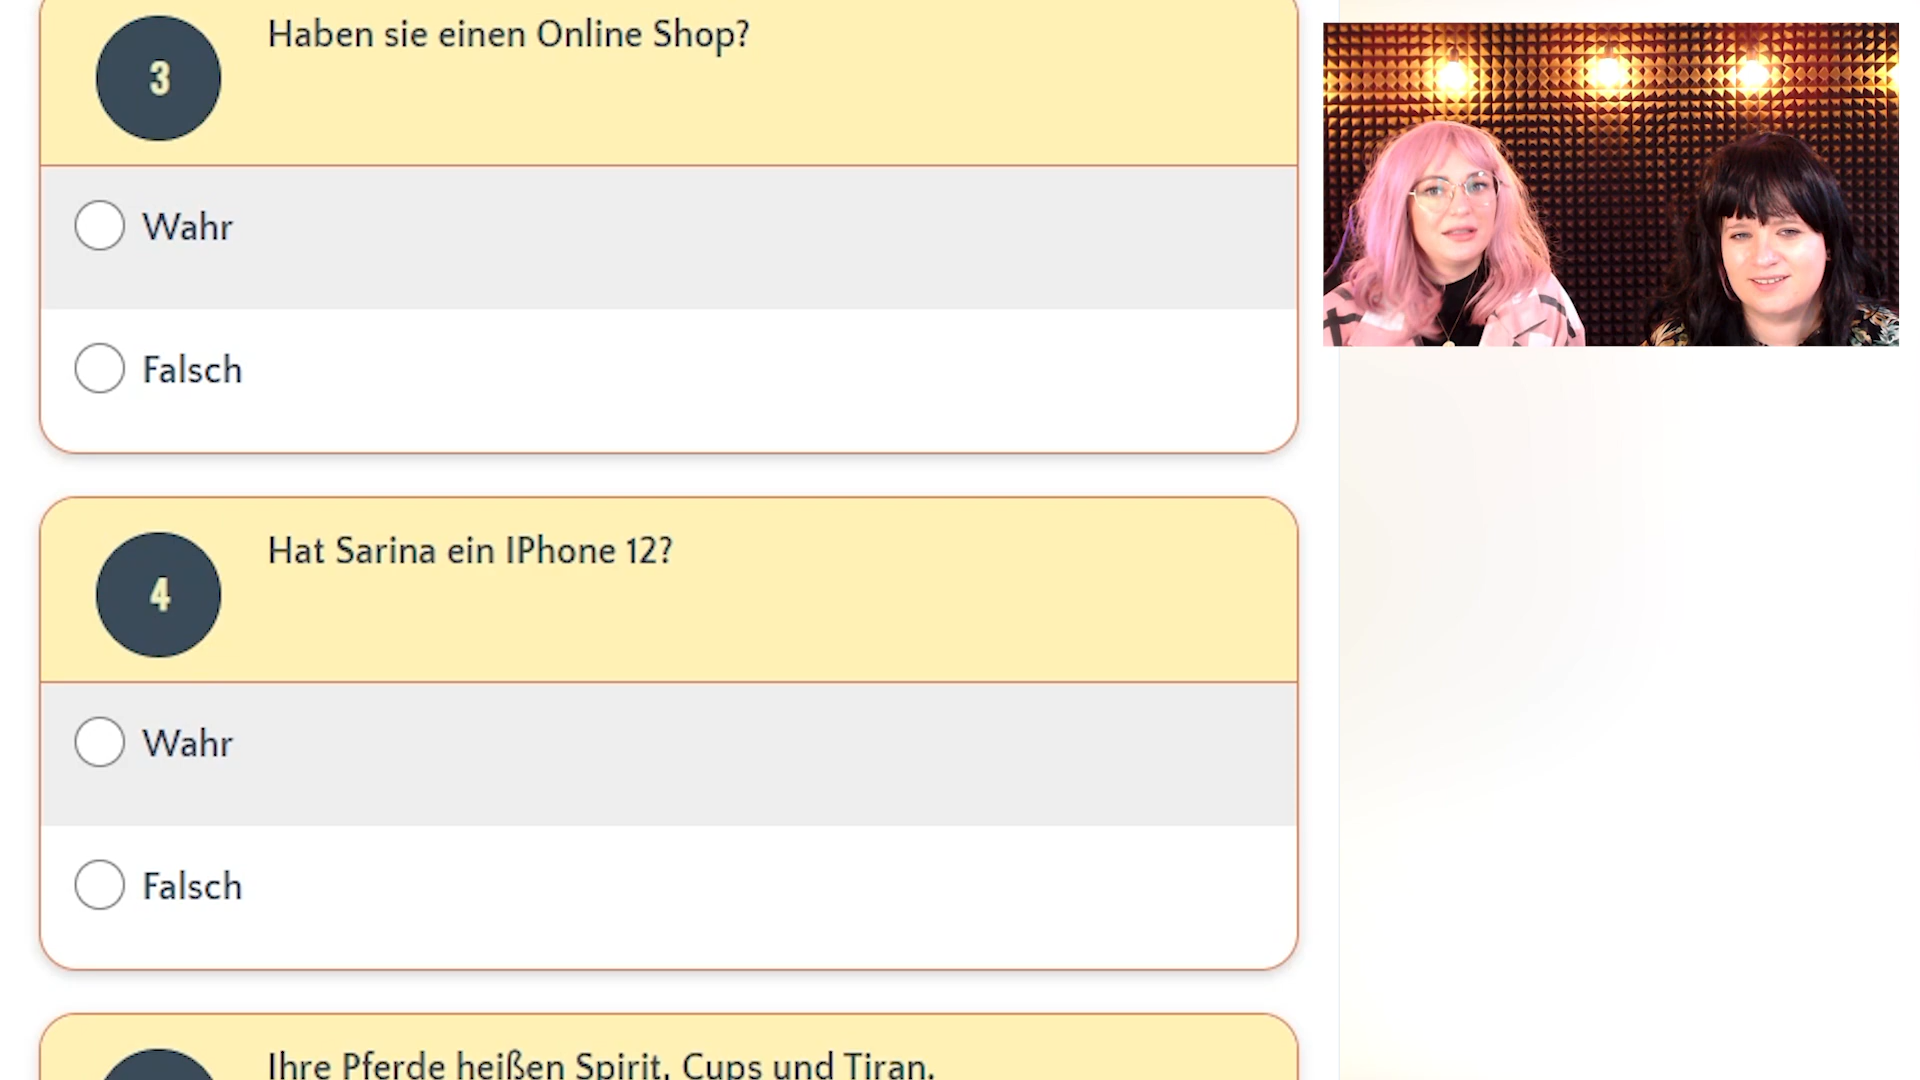 3
Haben sie einen Online Shop?
Wahr
Falsch
4
Hat Sarina ein IPhone 12?
Wahr
Falsch
Ihre Pferde heißen Spirit, Cups und Tiran.